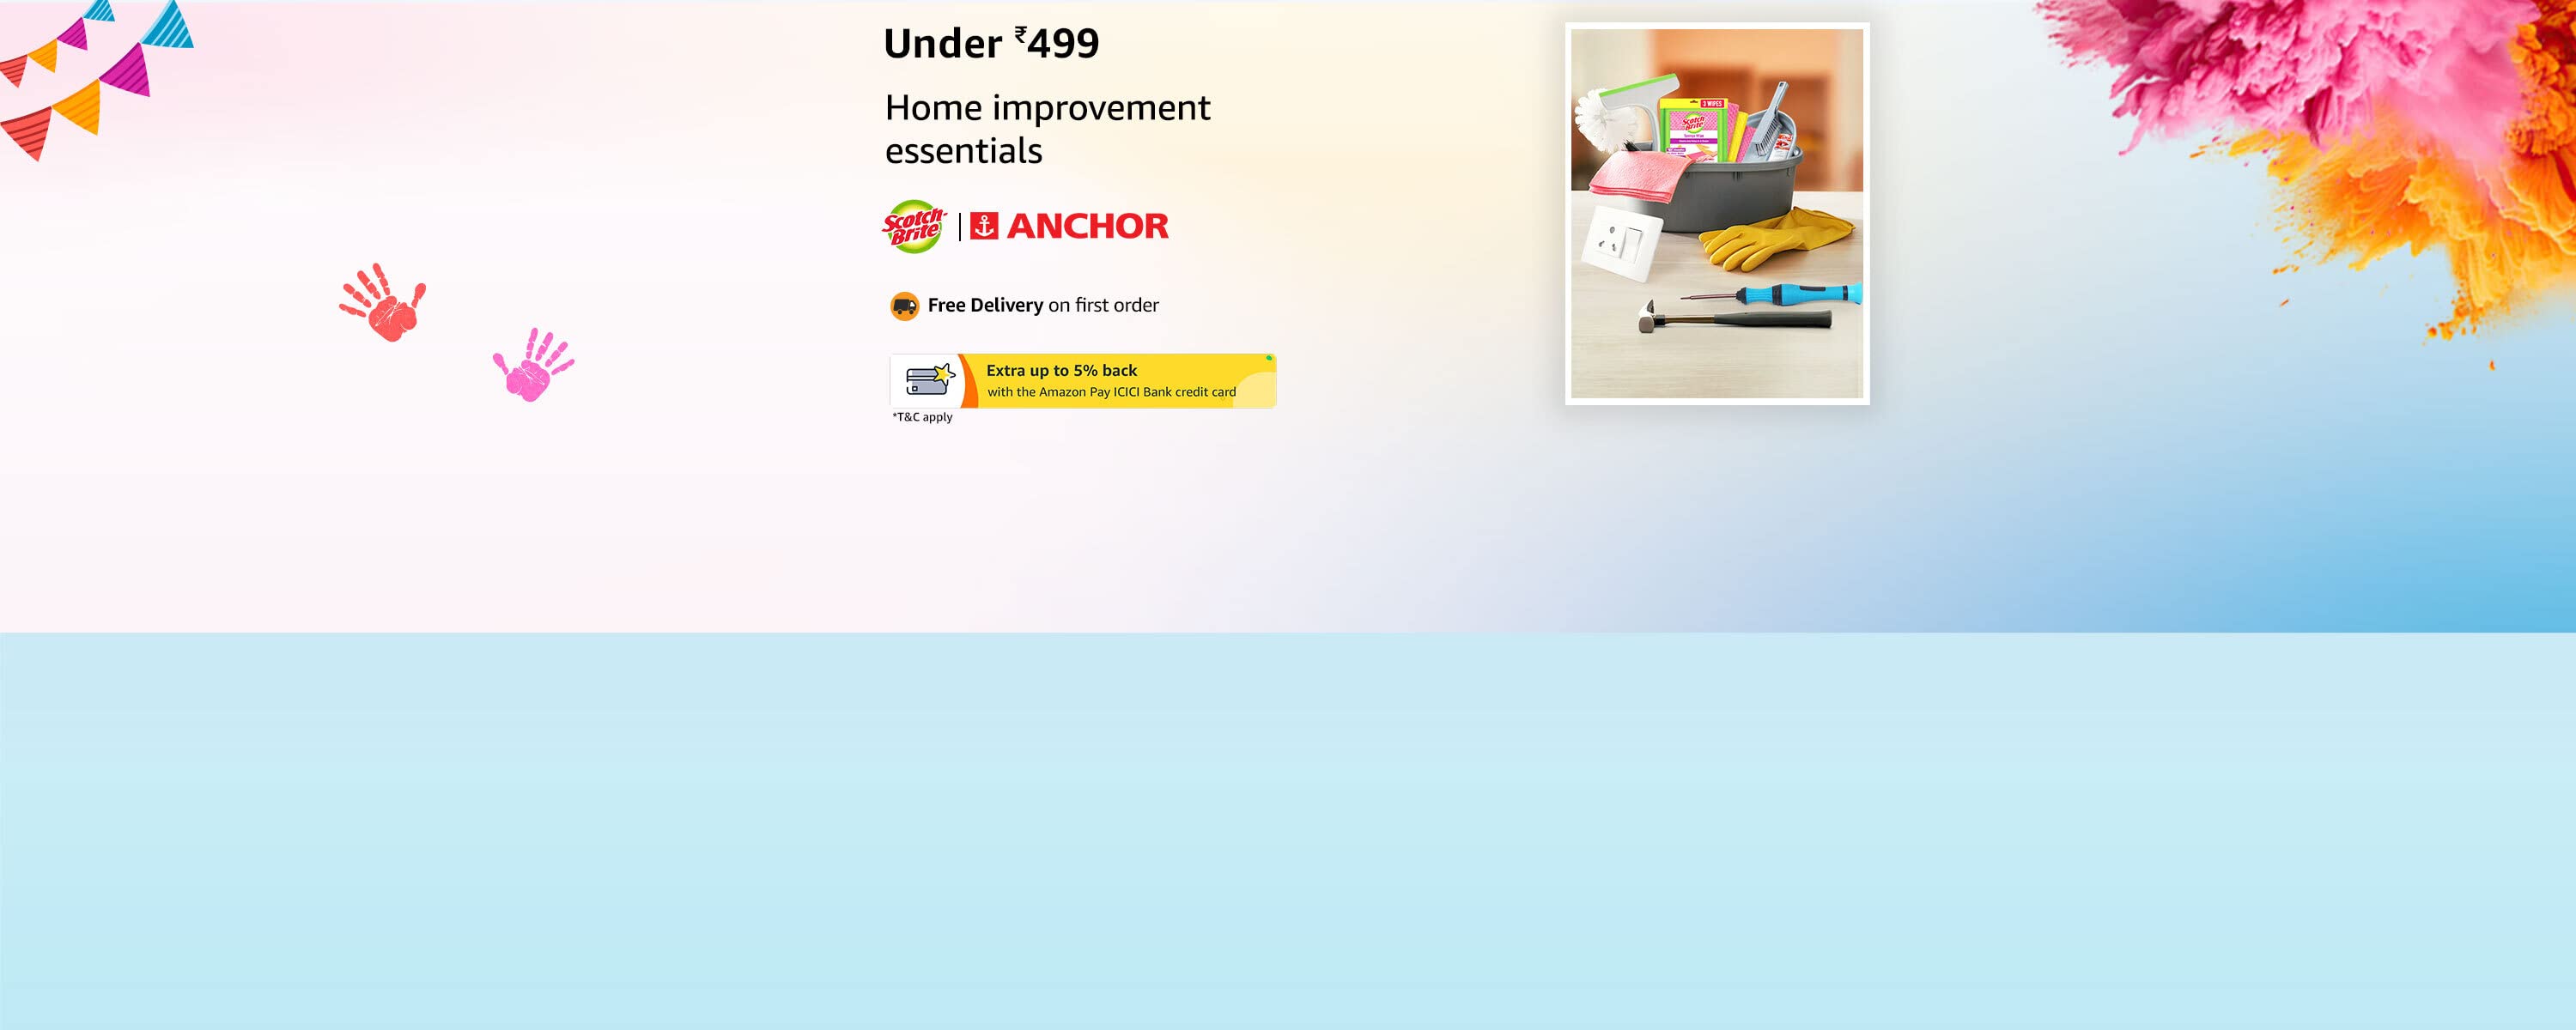 Under ₹499
Home improvement
essentials
Scotch-
Brite
ANCHOR
Free Delivery on first order
Extra up to 5% back
with the Amazon Pay ICICI Bank credit card
*T&C apply
3 WIPES
Scotch
Brite